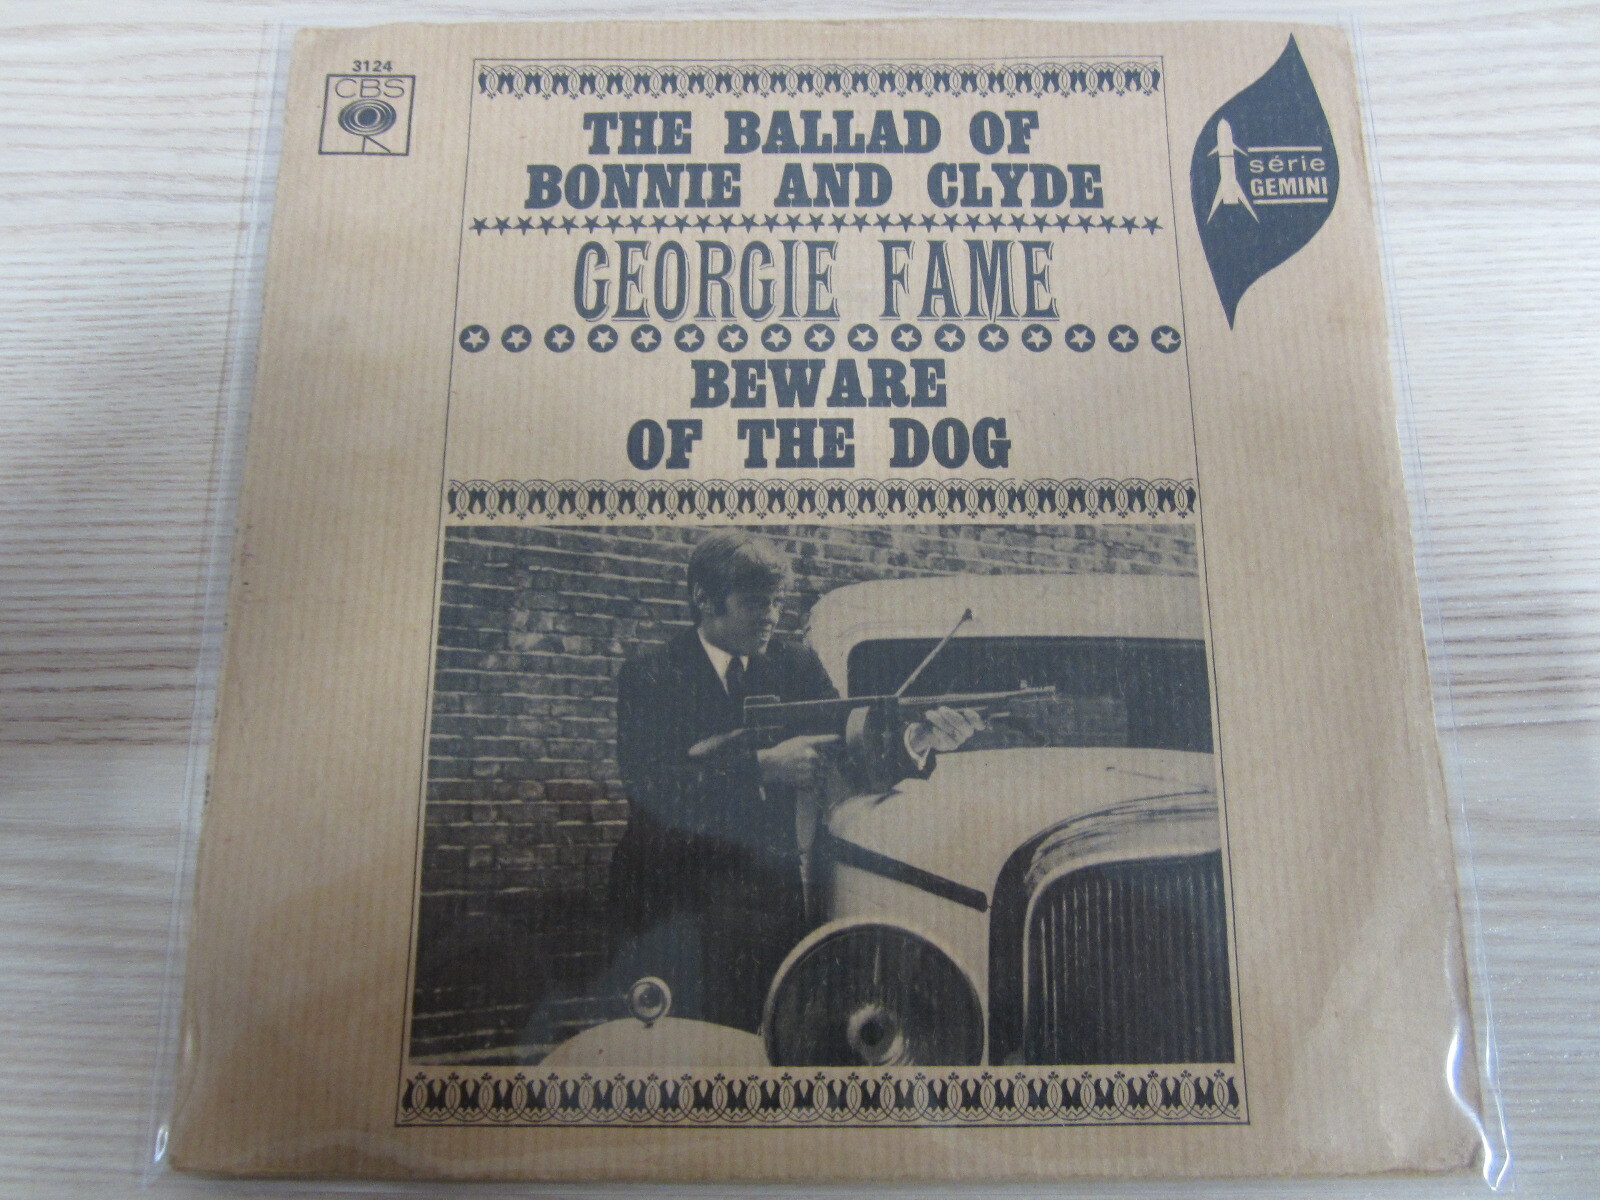 3124
CBS
THE BALLAD OF
BONNIE AND CLYDE
GEORGIE FAME
BEWARE
OF THE DOG
série
GEMINI